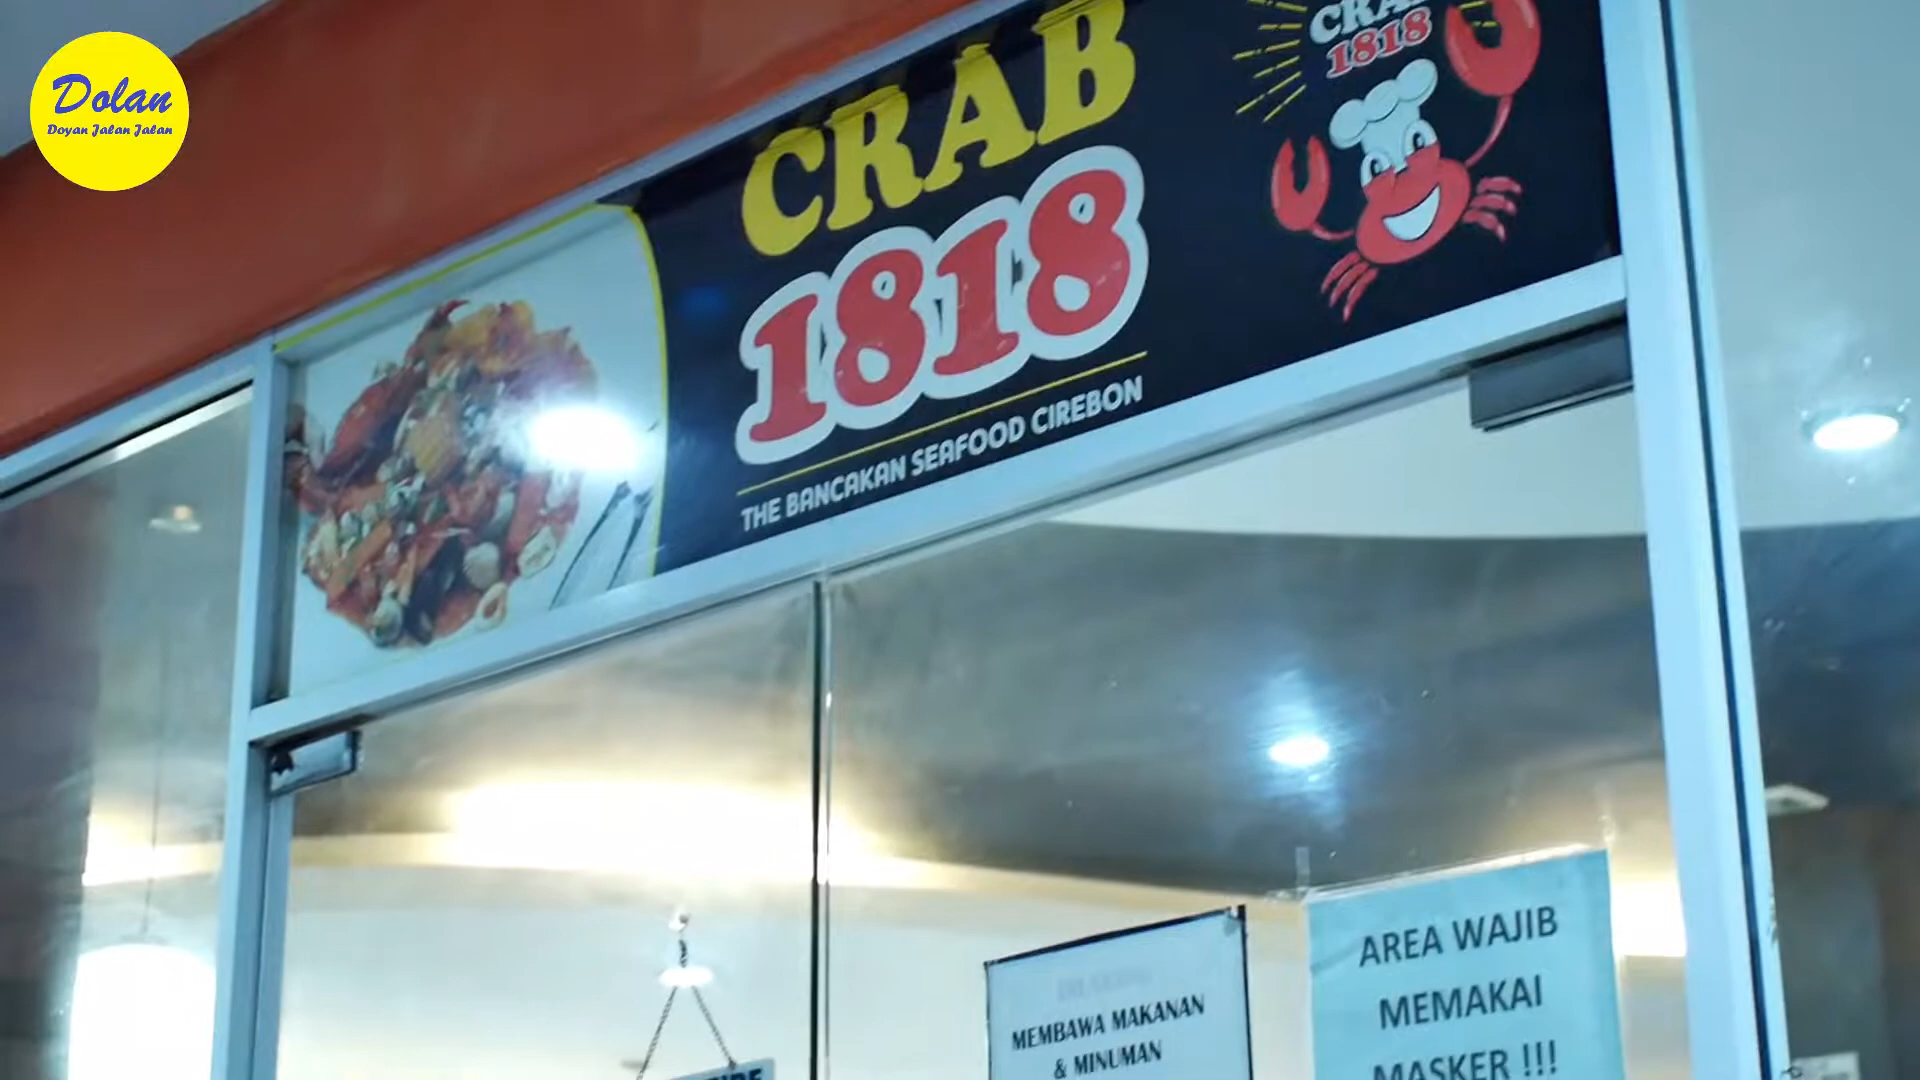 Dolan
Doyan Jalan Jalan
CRAB
1818
THE BANCAKAN SEAFOOD CIREBON
CRAB
1818
MEMBAWA MAKANAN
& MINUMAN
AREA WAJIB
MEMAKAI
MASKER !!!